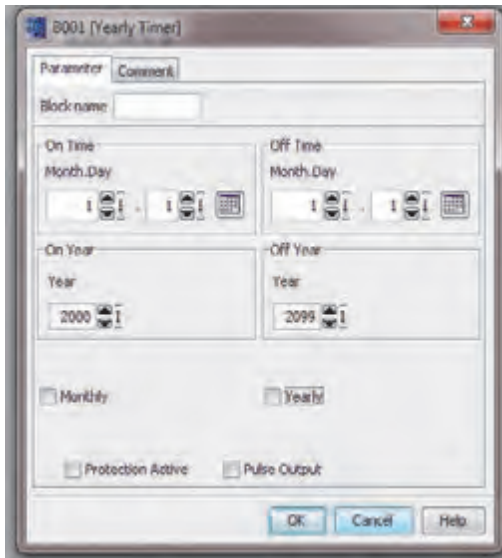 B001 [Yearly Timer]
Parameter Comment
Block name
On Time Off Time
Month.Day Month.Day
1 . 1 1 . 1
On Year Off Year
Year Year
2000 2099
Monthly Yearly
Protection Active Pulse Output
OK Cancel Help